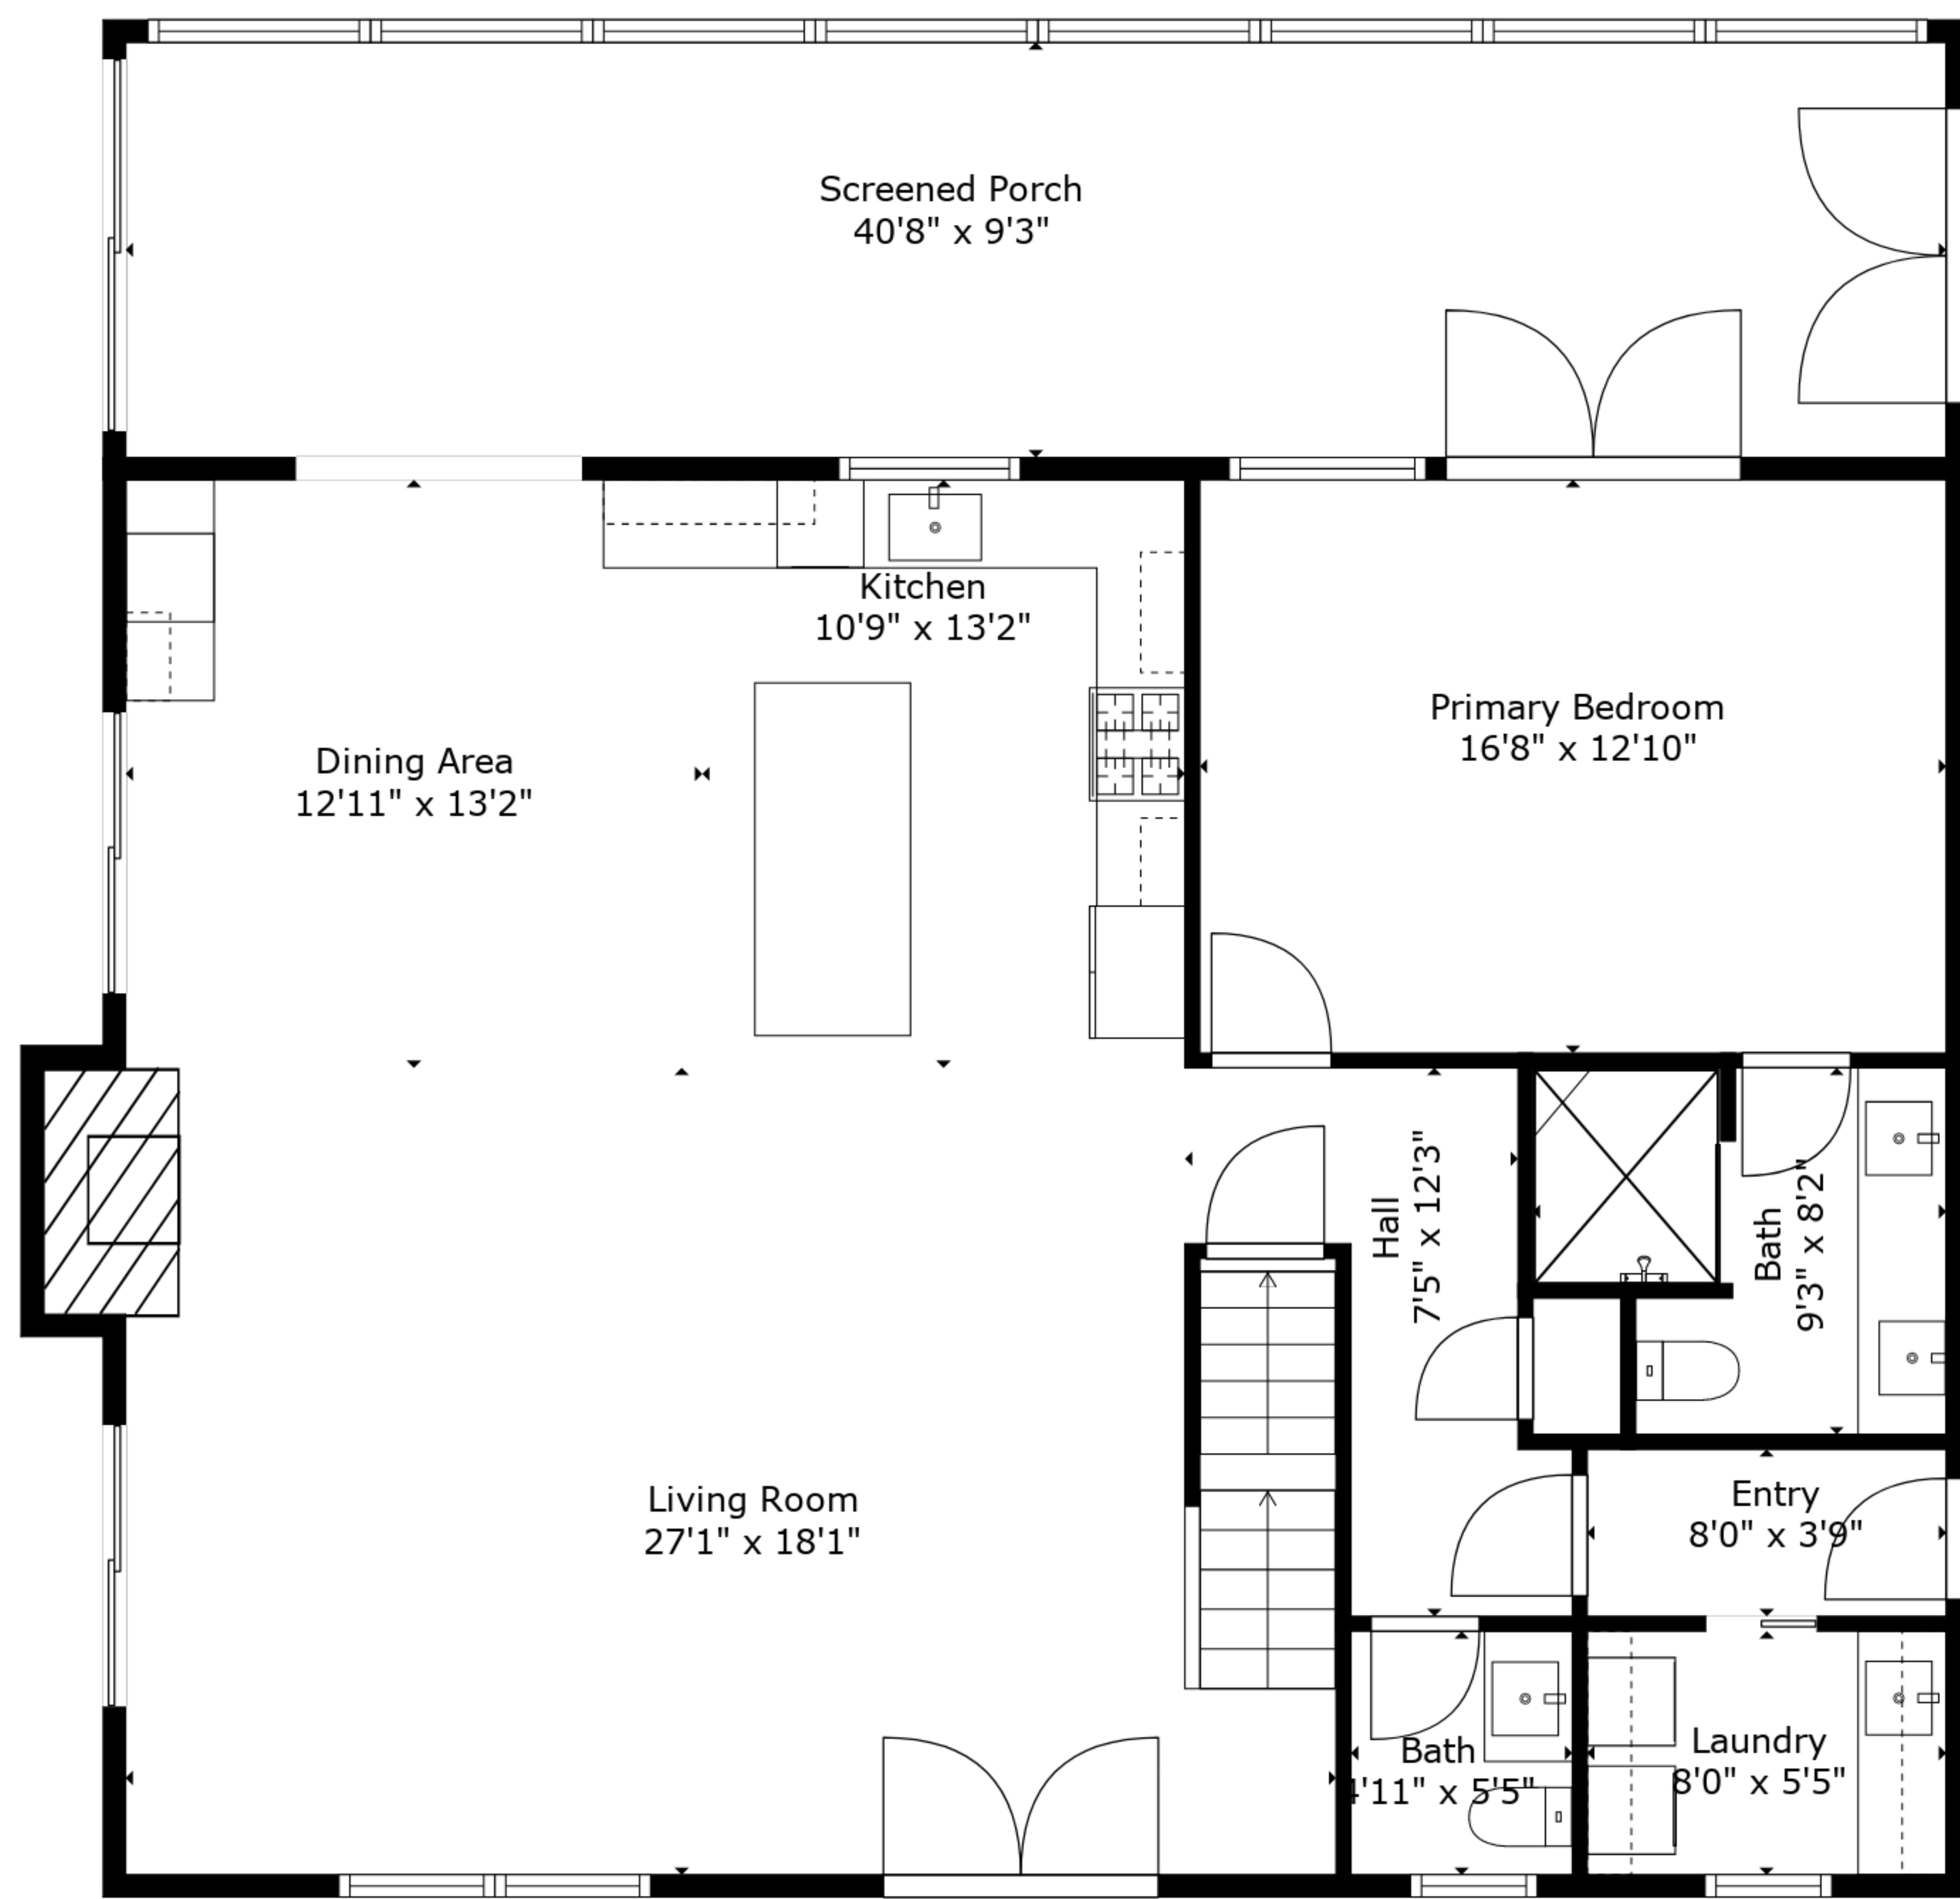 Screened Porch
40'8" x 9'3"
Kitchen
10'9" x 13'2"
Primary Bedroom
16'8" x 12'10"
Dining Area
12'11" x 13'2"
Hall
7'5" x 12'3"
Bath
9'3" x 8'2"
Living Room
27'1" x 18'1"
Entry
8'0" x 3'9"
Bath
4'11" x 5'5"
Laundry
8'0" x 5'5"